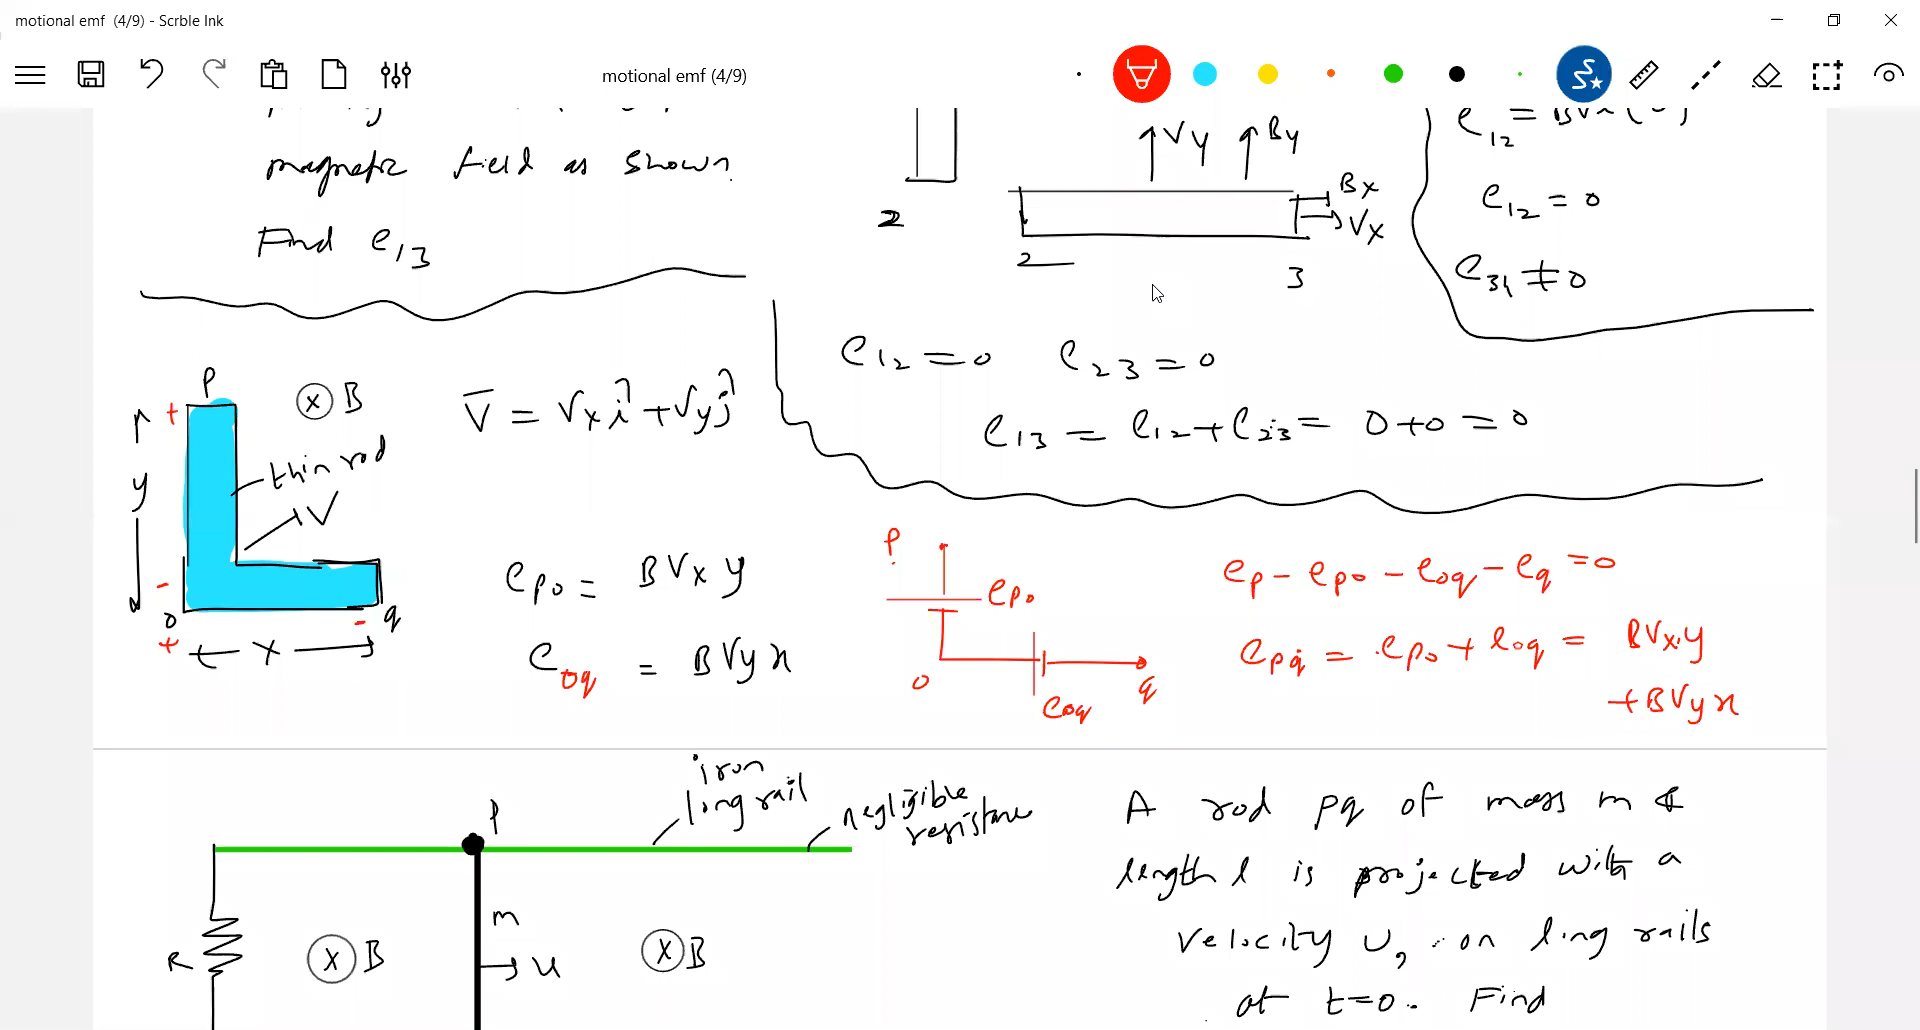 motional emf (4/9) - Scrble Ink
motional emf (4/9)
magnetic field as shown.
Find e13
2
Vy By
Bx
Vx
2 3
e12 = 0
e34 ≠ 0
e12 = 0 e23 = 0
e13 = e12 + e23 = 0 + 0 = 0
P
+
x B
y
thin rod
V
-
o
+
x
-
q
V̅ = Vx î + Vy ĵ
ePo = B Vx y
eoq = B Vy x
P
ePo
o
eoq
q
eP - ePo - eoq - eq = 0
ePq = ePo + eoq = BVx.y
+ BVy x
iron
long rail
negligible
resistance
P
m
u
R
x B
x B
A rod pq of mass m &
length l is projected with a
velocity u, on long rails
at t=0. Find